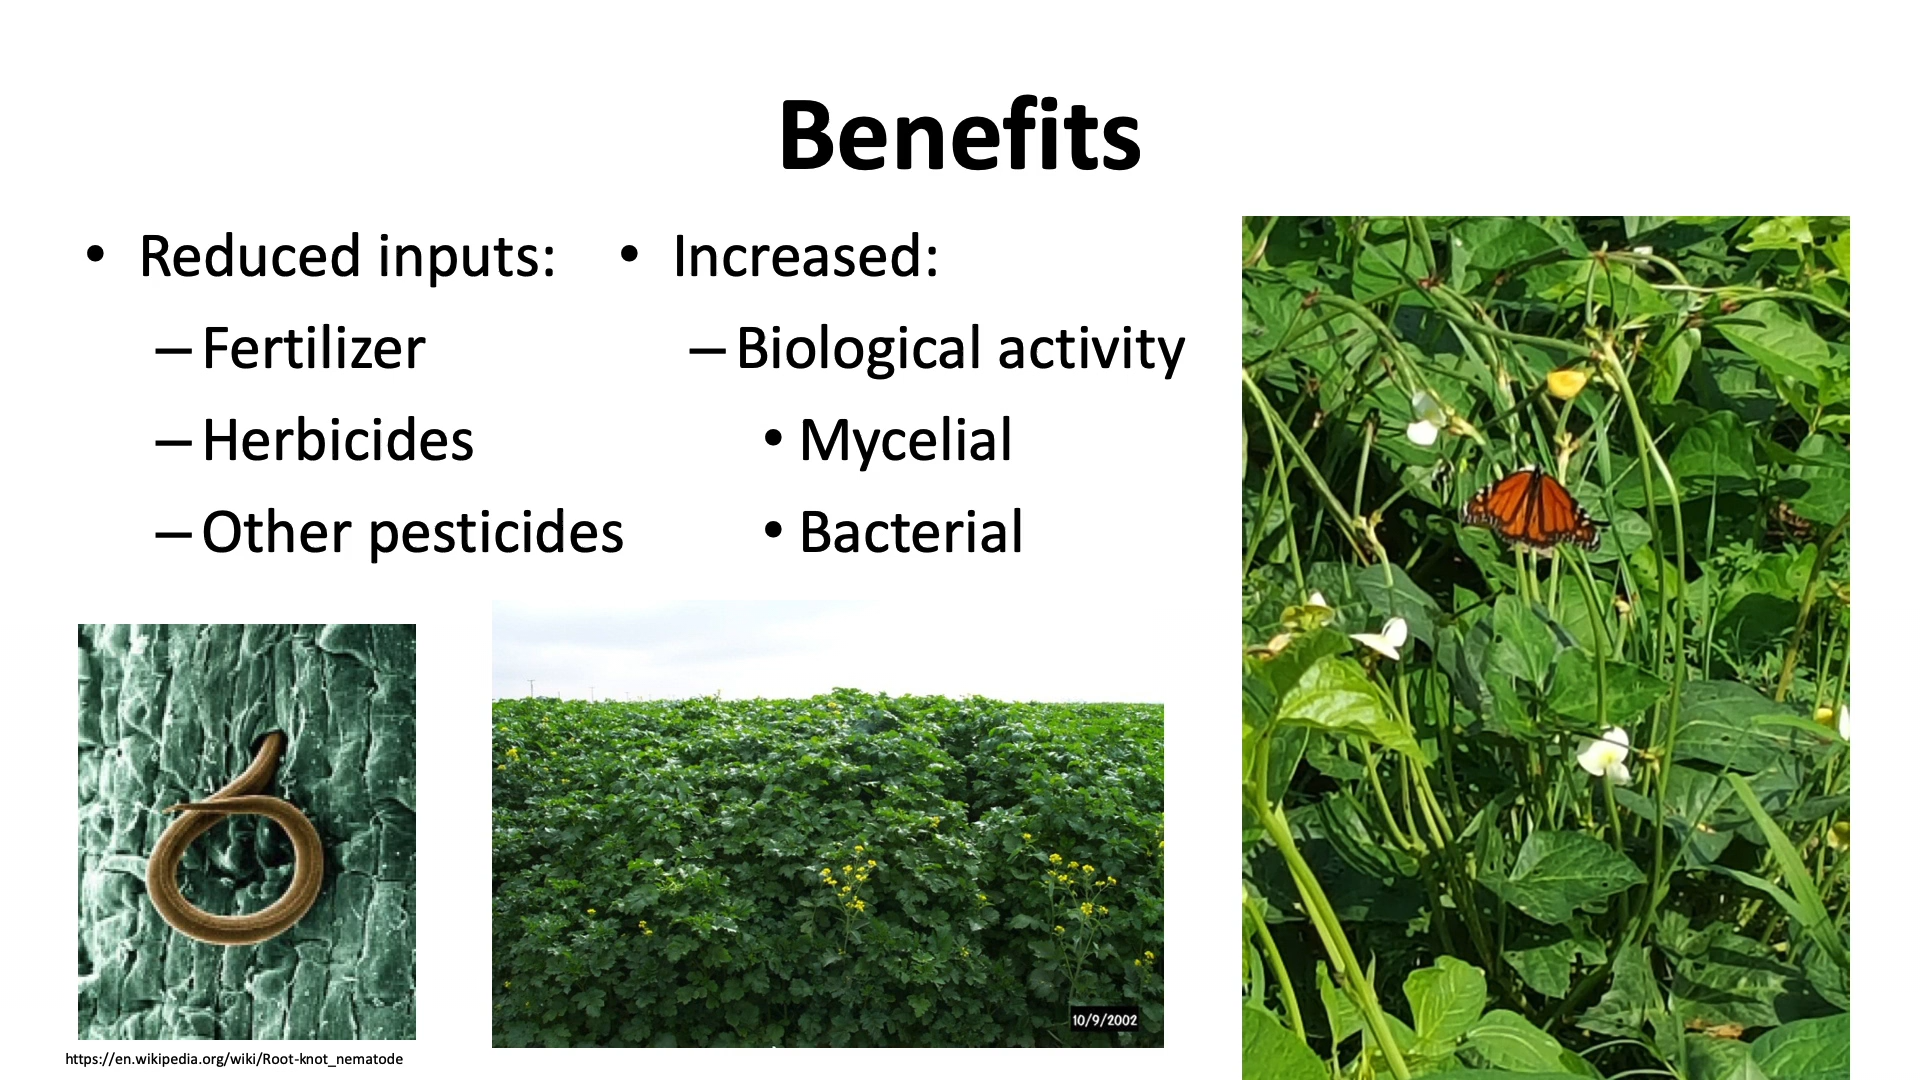 Benefits
• Reduced inputs:
– Fertilizer
– Herbicides
– Other pesticides
• Increased:
– Biological activity
• Mycelial
• Bacterial
10/9/2002
https://en.wikipedia.org/wiki/Root-knot_nematode